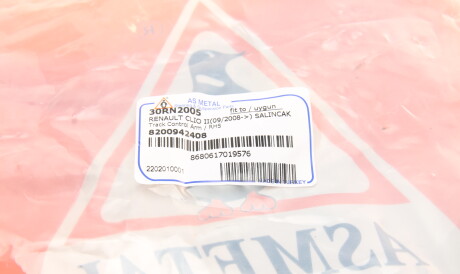 AS METAL
30RN2005 fit to / uygun
RENAULT CLIO II(09/2008->) SALINCAK
Track Control Arm / RHS
8200942408
8680617019576
2202010001
ASMETAL